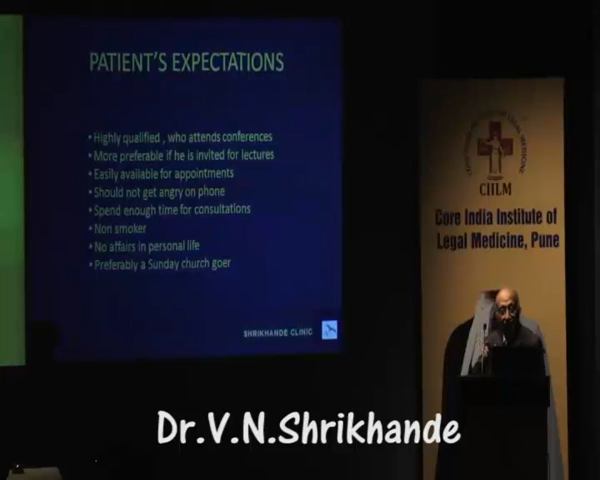 PATIENT'S EXPECTATIONS
• Highly qualified , who attends conferences
• More preferable if he is invited for lectures
• Easily available for appointments
• Should not get angry on phone
• Spend enough time for consultations
• Non smoker
• No affairs in personal life
• Preferably a Sunday church goer
SHRIKHANDE CLINIC
CIILM
Core India Institute of
Legal Medicine, Pune
Dr.V.N.Shrikhande